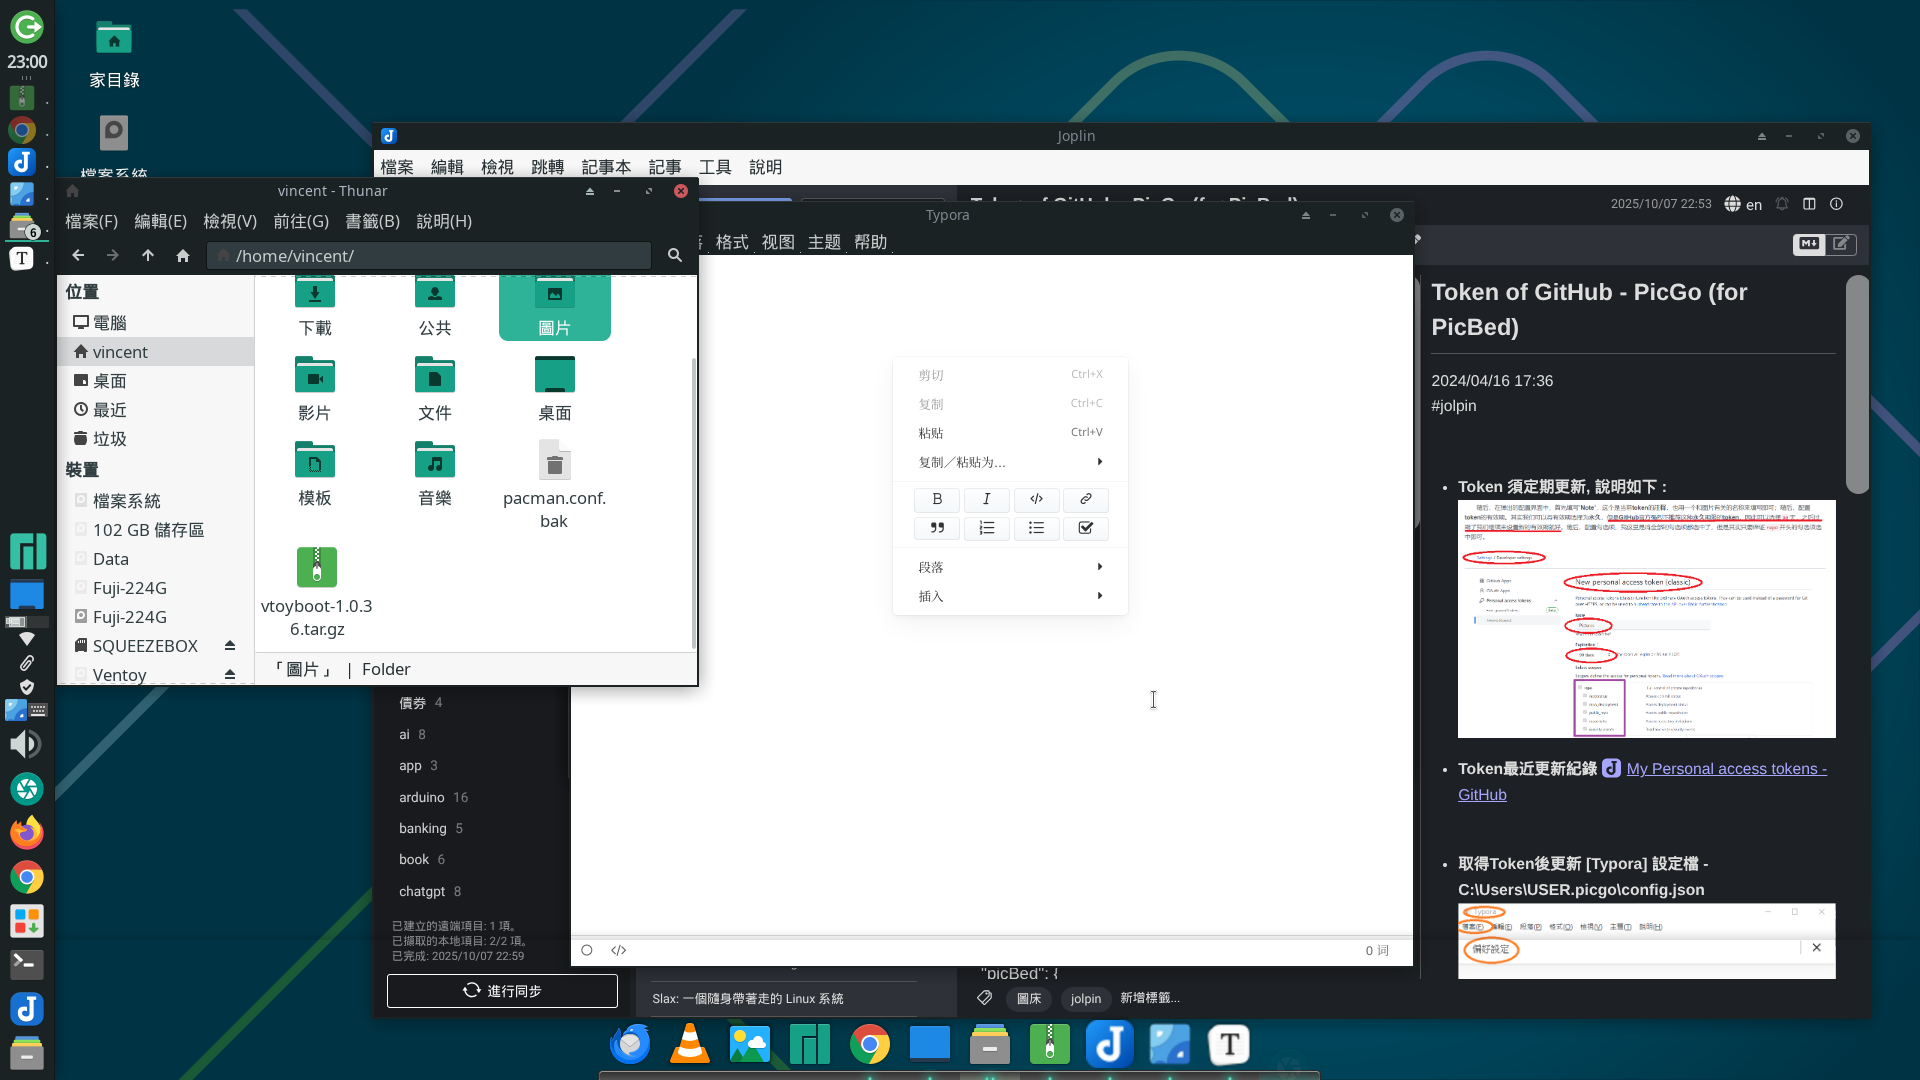 23:00
6
家目錄
檔案系統
Joplin
檔案 編輯 檢視 跳轉 記事本 記事 工具 說明
2025/10/07 22:53 en
vincent - Thunar
檔案(F) 編輯(E) 檢視(V) 前往(G) 書籤(B) 說明(H)
/home/vincent/
位置
電腦
vincent
桌面
最近
垃圾
裝置
檔案系統
102 GB 儲存區
Data
Fuji-224G
Fuji-224G
SQUEEZEBOX
Ventoy
下載 公共 圖片
影片 文件 桌面
模板 音樂 pacman.conf.
bak
vtoyboot-1.0.3
6.tar.gz
「圖片」 | Folder
Typora
格式 视图 主题 帮助
剪切 Ctrl+X
复制 Ctrl+C
粘贴 Ctrl+V
复制／粘贴为...
B I </>
段落
插入
</> 0 词
債券 4
ai 8
app 3
arduino 16
banking 5
book 6
chatgpt 8
已建立的遠端項目: 1 項。
已擷取的本地項目: 2/2 項。
已完成: 2025/10/07 22:59
進行同步
Slax: 一個隨身帶著走的 Linux 系統
"picBed": {
圖床 jolpin 新增標籤...
Token of GitHub - PicGo (for
PicBed)
2024/04/16 17:36
#jolpin
Token 須定期更新, 說明如下 :
New personal access token (classic)
Token最近更新紀錄 My Personal access tokens -
GitHub
取得Token後更新 [Typora] 設定檔 -
C:\Users\USER.picgo\config.json
Typora
偏好設定
T